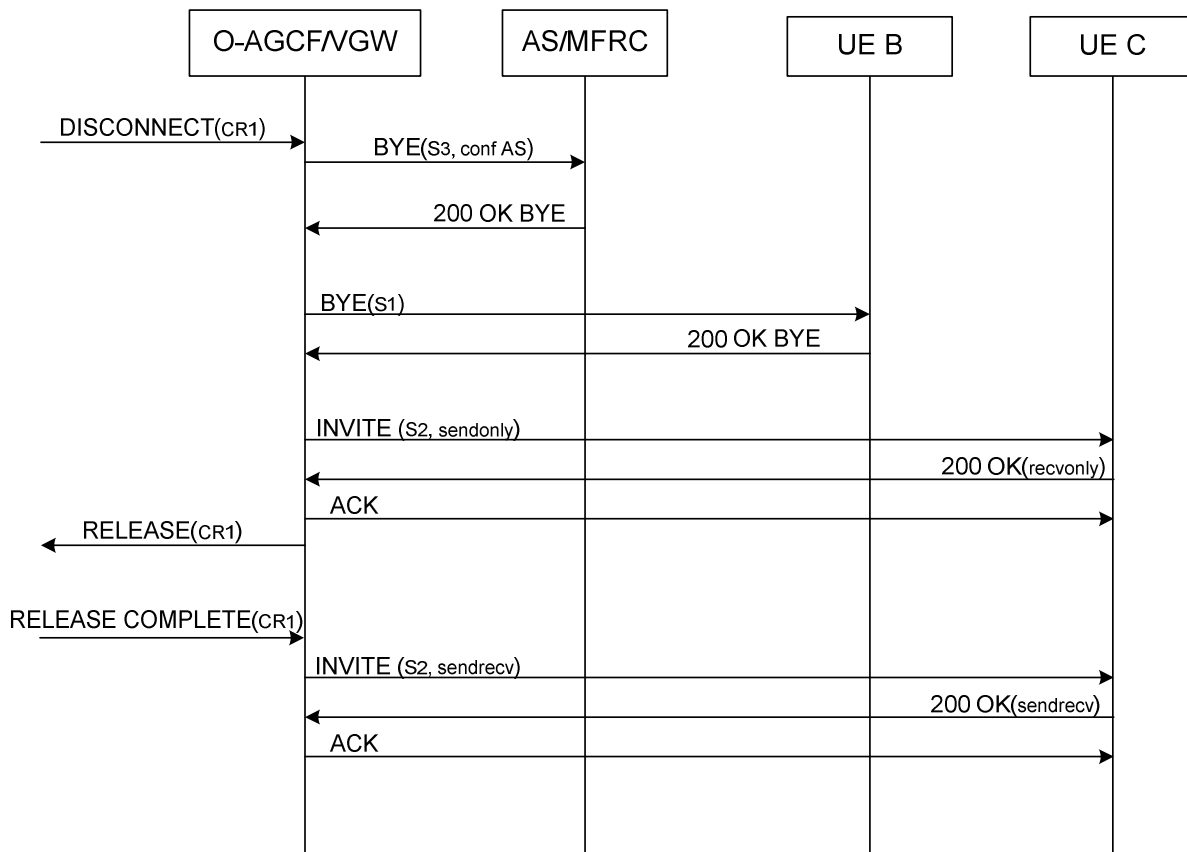 O-AGCF/VGW
AS/MFRC
UE B
UE C
DISCONNECT(CR1)
BYE(S3, conf AS)
200 OK BYE
BYE(S1)
200 OK BYE
INVITE (S2, sendonly)
200 OK(recvonly)
ACK
RELEASE(CR1)
RELEASE COMPLETE(CR1)
INVITE (S2, sendrecv)
200 OK(sendrecv)
ACK